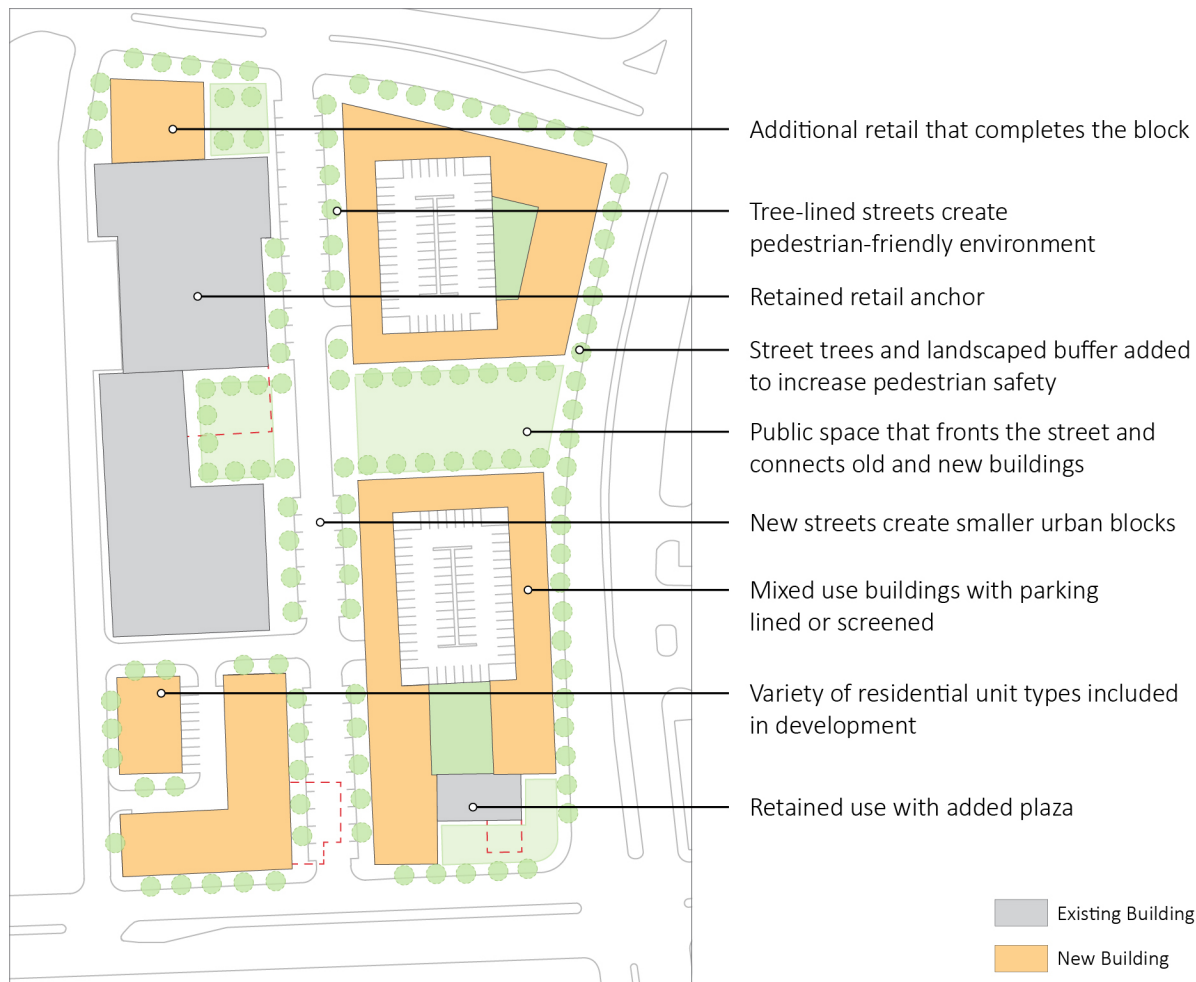 Additional retail that completes the block
Tree-lined streets create
pedestrian-friendly environment
Retained retail anchor
Street trees and landscaped buffer added
to increase pedestrian safety
Public space that fronts the street and
connects old and new buildings
New streets create smaller urban blocks
Mixed use buildings with parking
lined or screened
Variety of residential unit types included
in development
Retained use with added plaza
Existing Building
New Building